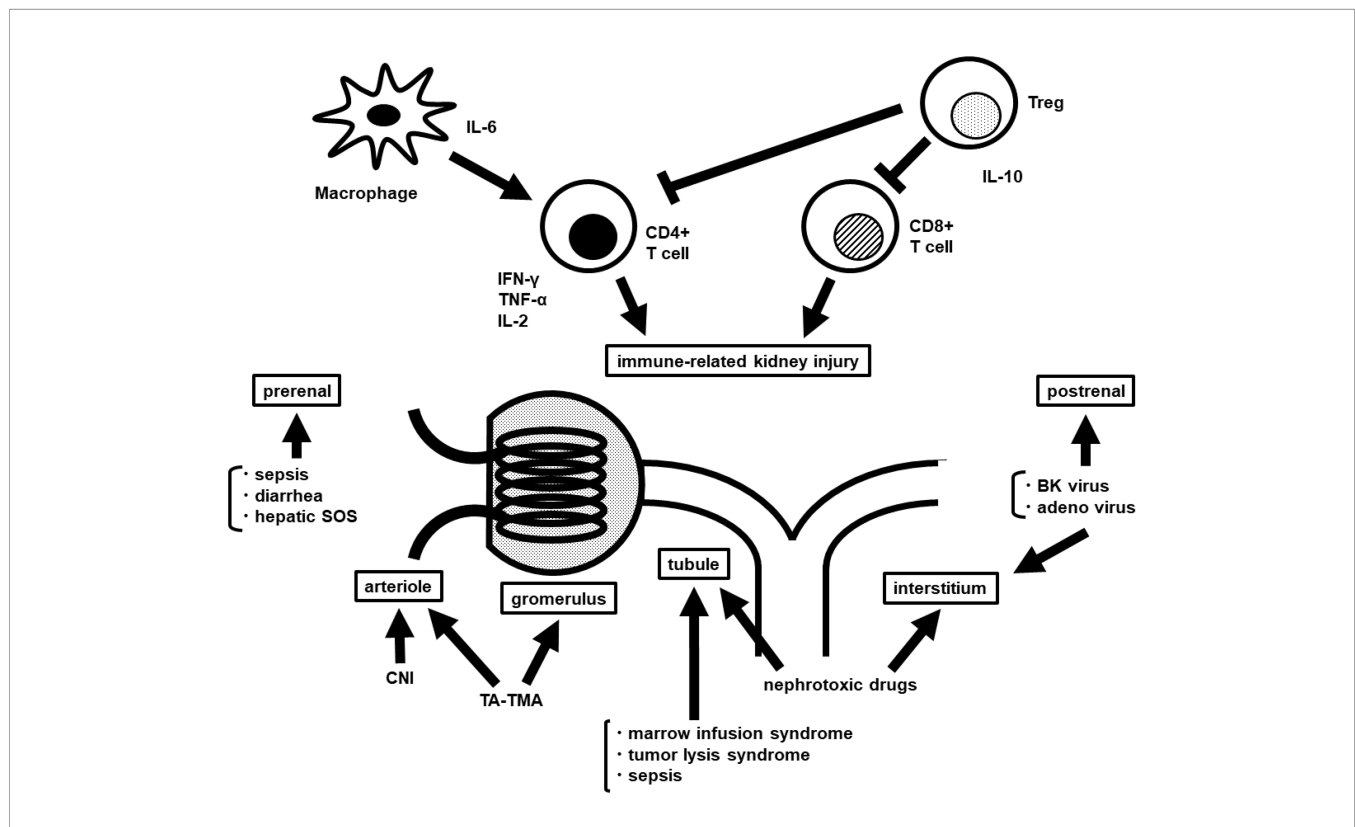 IL-6
Macrophage
Treg
IL-10
CD4+
T cell
CD8+
T cell
IFN-γ
TNF-α
IL-2
immune-related kidney injury
prerenal
・sepsis
・diarrhea
・hepatic SOS
postrenal
・BK virus
・adeno virus
arteriole
gromerulus
tubule
interstitium
CNI
TA-TMA
nephrotoxic drugs
・marrow infusion syndrome
・tumor lysis syndrome
・sepsis